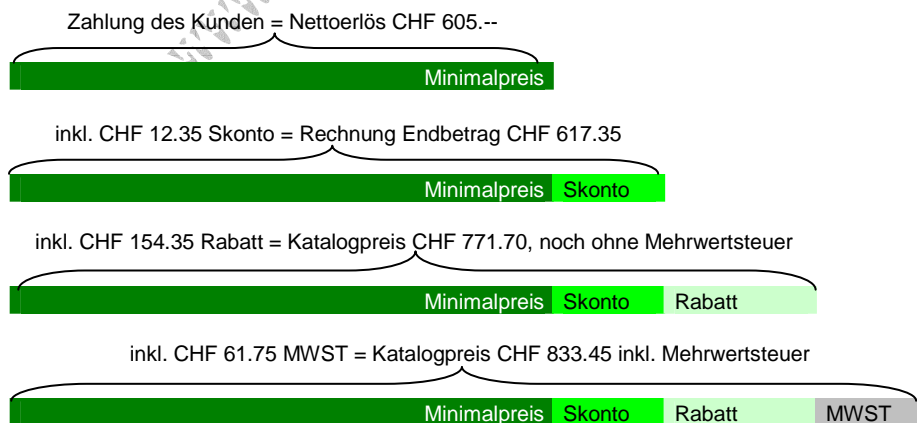 Zahlung des Kunden = Nettoerlös CHF 605.--
Minimalpreis
inkl. CHF 12.35 Skonto = Rechnung Endbetrag CHF 617.35
Minimalpreis Skonto
inkl. CHF 154.35 Rabatt = Katalogpreis CHF 771.70, noch ohne Mehrwertsteuer
Minimalpreis Skonto Rabatt
inkl. CHF 61.75 MWST = Katalogpreis CHF 833.45 inkl. Mehrwertsteuer
Minimalpreis Skonto Rabatt MWST